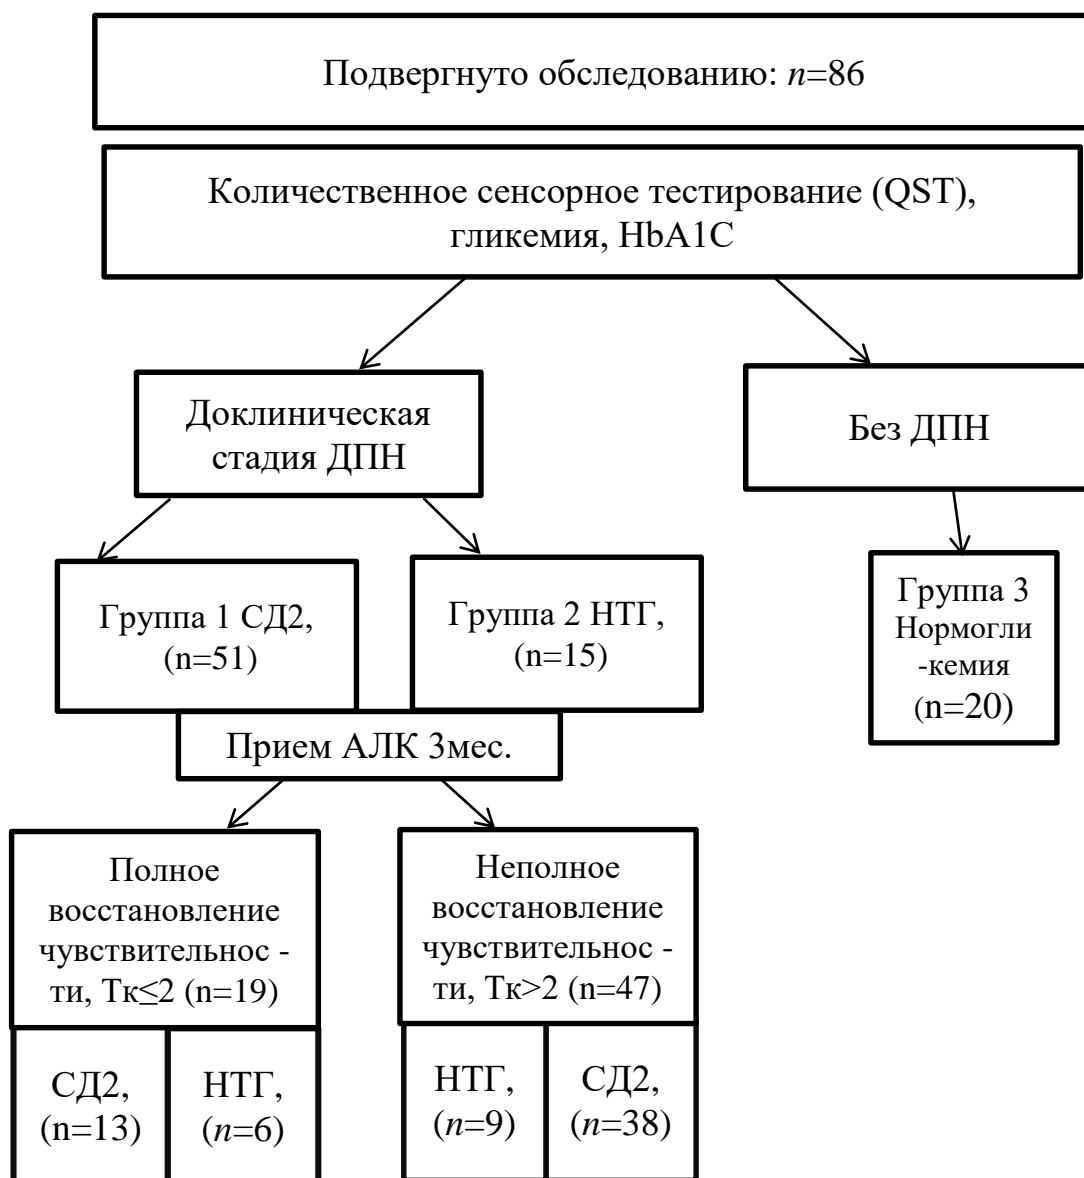 Подвергнуто обследованию: n=86
Количественное сенсорное тестирование (QST),
гликемия, HbA1C
Доклиническая
стадия ДПН
Без ДПН
Группа 1 СД2,
(n=51)
Группа 2 НТГ,
(n=15)
Группа 3
Нормогли
-кемия
(n=20)
Прием АЛК 3мес.
Полное
восстановление
чувствительнос -
ти, Тк≤2 (n=19)
Неполное
восстановление
чувствительнос -
ти, Тк>2 (n=47)
СД2,
(n=13)
НТГ,
(n=6)
НТГ,
(n=9)
СД2,
(n=38)